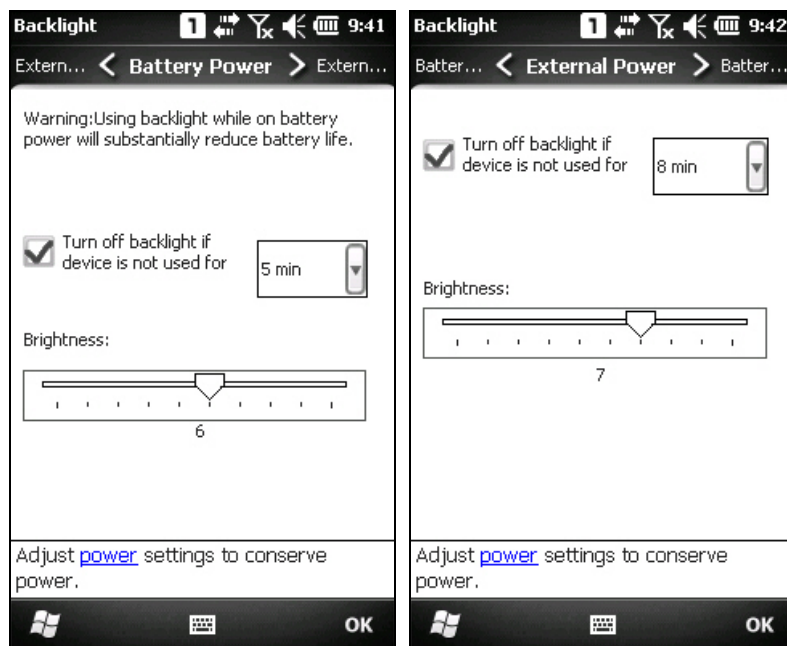 Backlight 1 9:41
Extern... < Battery Power > Extern...
Warning:Using backlight while on battery
power will substantially reduce battery life.
Turn off backlight if
device is not used for
5 min
Brightness:
6
Adjust power settings to conserve
power.
OK
Backlight 1 9:42
Batter... < External Power > Batter...
Turn off backlight if
device is not used for
8 min
Brightness:
7
Adjust power settings to conserve
power.
OK